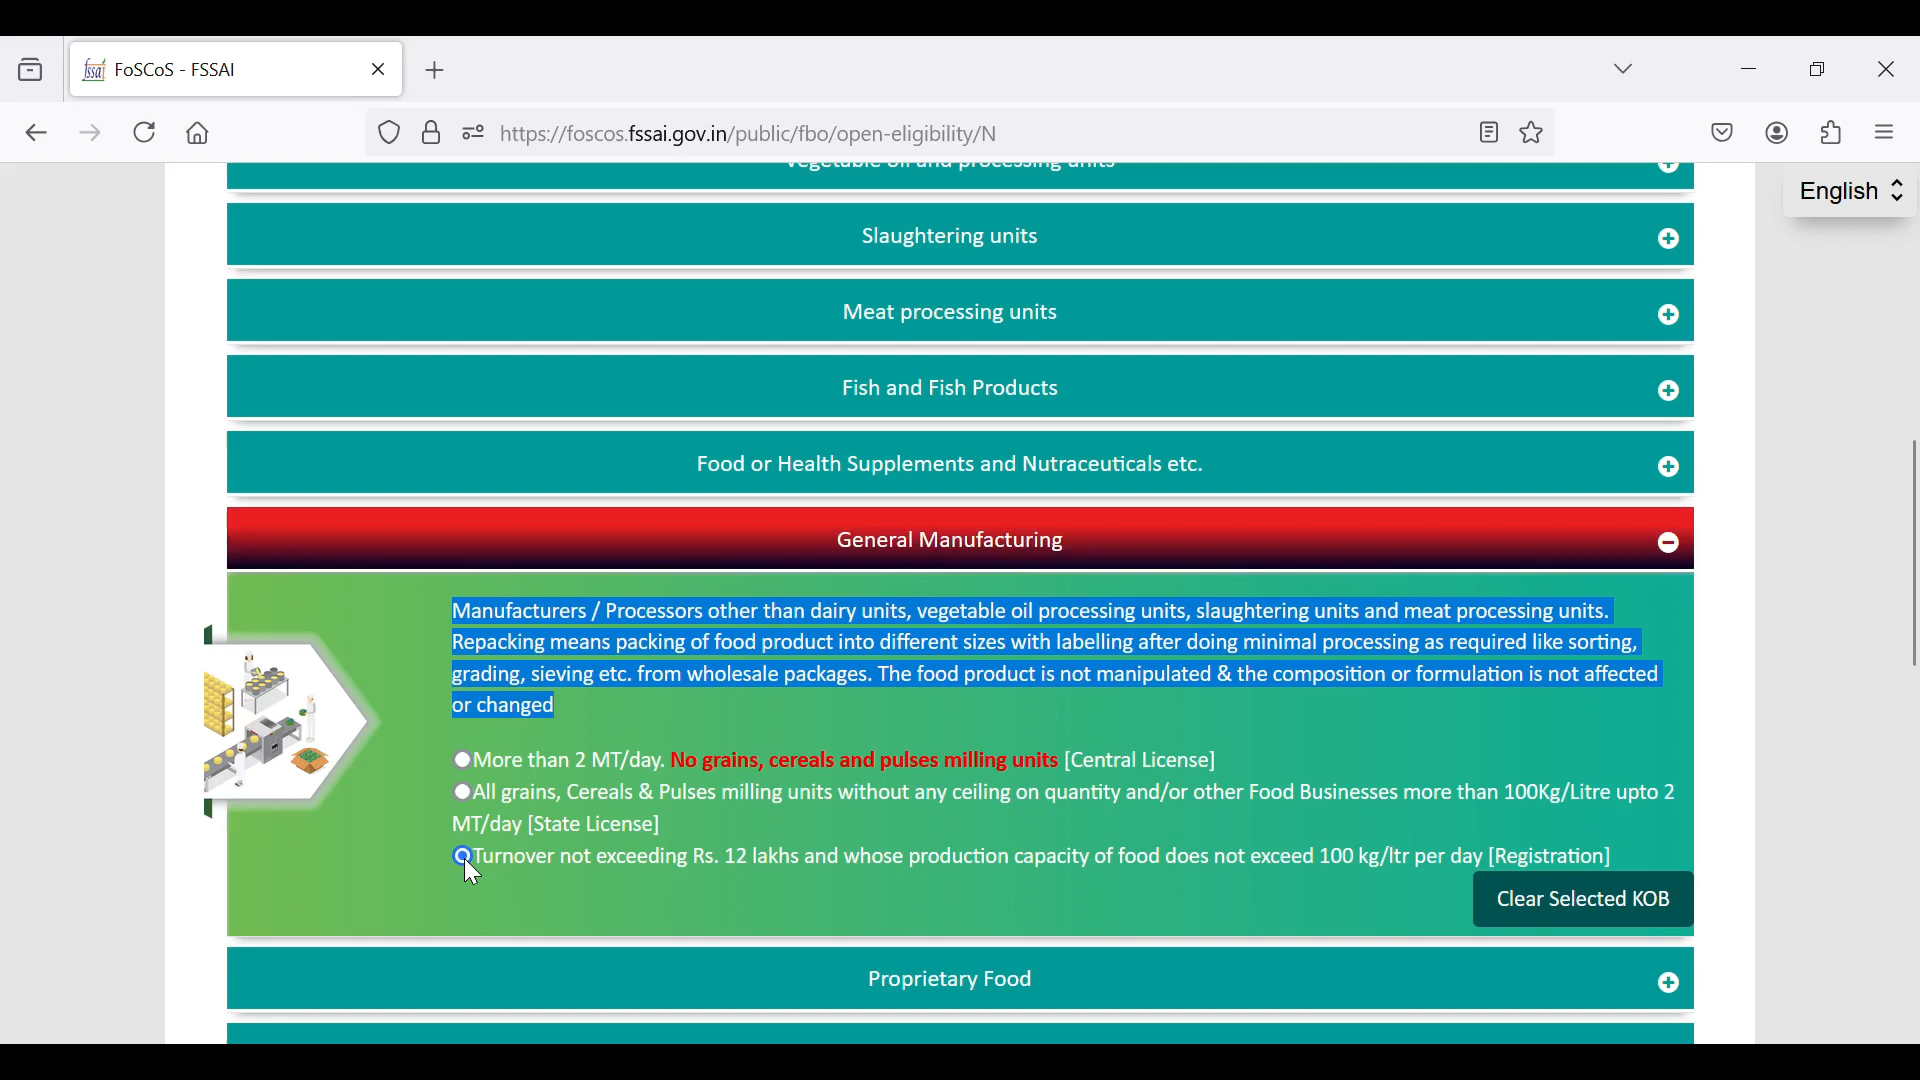 FoSCoS - FSSAI
https://foscos.fssai.gov.in/public/fbo/open-eligibility/N
English
Vegetable oil and processing units
Slaughtering units
Meat processing units
Fish and Fish Products
Food or Health Supplements and Nutraceuticals etc.
General Manufacturing
Manufacturers / Processors other than dairy units, vegetable oil processing units, slaughtering units and meat processing units.
Repacking means packing of food product into different sizes with labelling after doing minimal processing as required like sorting,
grading, sieving etc. from wholesale packages. The food product is not manipulated & the composition or formulation is not affected
or changed
More than 2 MT/day. No grains, cereals and pulses milling units [Central License]
All grains, Cereals & Pulses milling units without any ceiling on quantity and/or other Food Businesses more than 100Kg/Litre upto 2
MT/day [State License]
Turnover not exceeding Rs. 12 lakhs and whose production capacity of food does not exceed 100 kg/ltr per day [Registration]
Clear Selected KOB
Proprietary Food